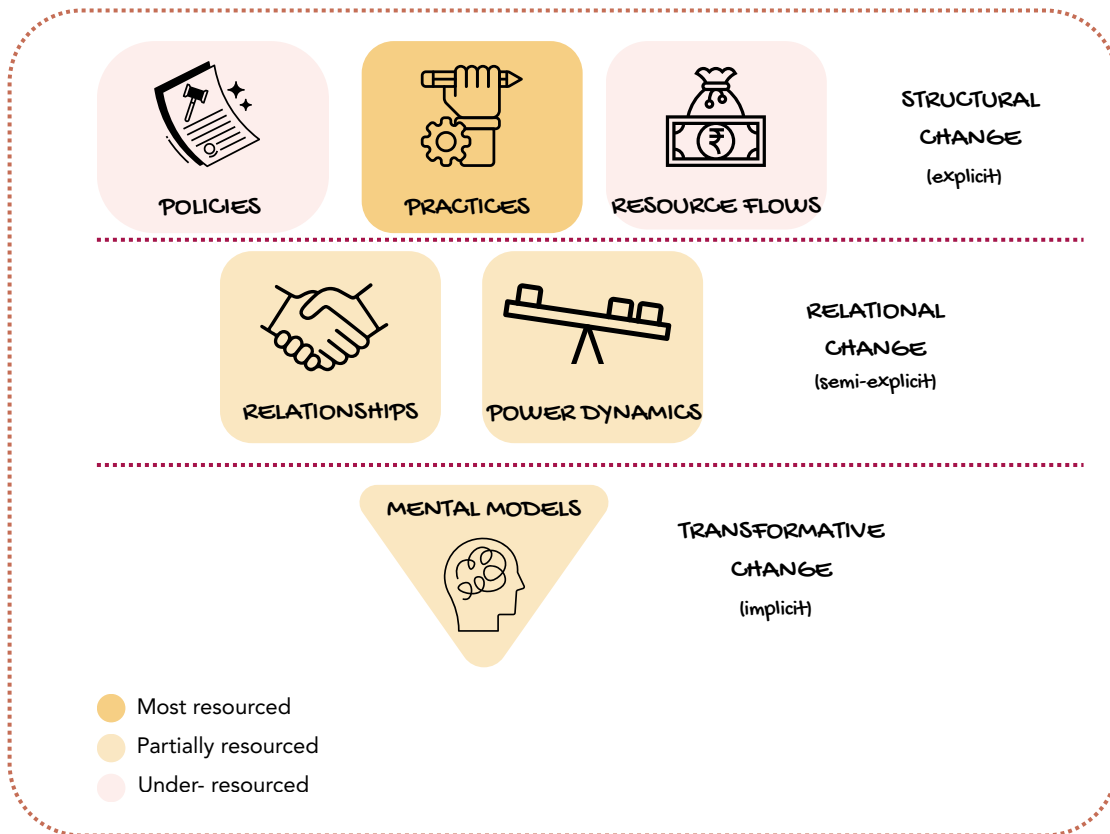 POLICIES
PRACTICES
RESOURCE FLOWS
STRUCTURAL
CHANGE
(explicit)
RELATIONSHIPS
POWER DYNAMICS
RELATIONAL
CHANGE
(semi-explicit)
MENTAL MODELS
TRANSFORMATIVE
CHANGE
(implicit)
Most resourced
Partially resourced
Under- resourced
₹